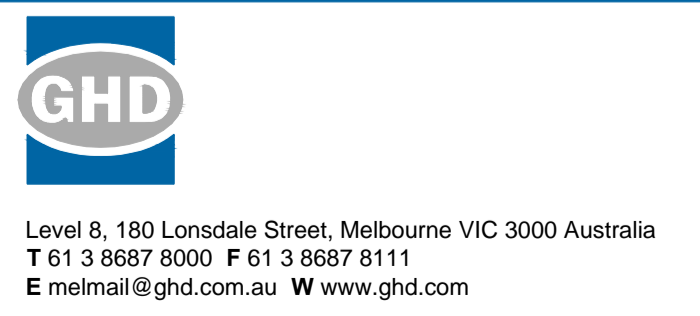 GHD
Level 8, 180 Lonsdale Street, Melbourne VIC 3000 Australia
T 61 3 8687 8000 F 61 3 8687 8111
E melmail@ghd.com.au W www.ghd.com